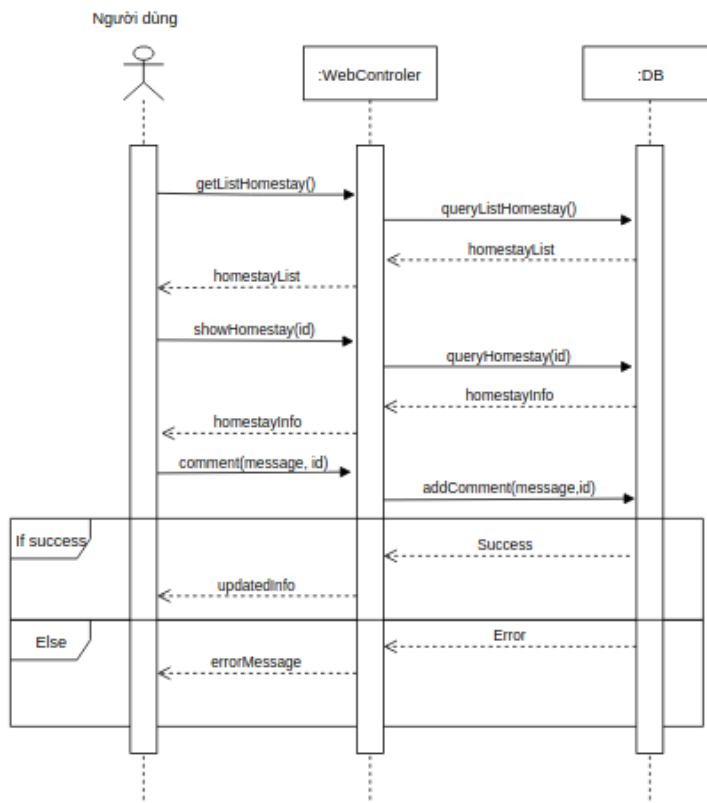 Người dùng
:WebControler
:DB
getListHomestay()
queryListHomestay()
homestayList
homestayList
showHomestay(id)
queryHomestay(id)
homestayInfo
homestayInfo
comment(message, id)
addComment(message,id)
If success
Success
updatedInfo
Else
Error
errorMessage